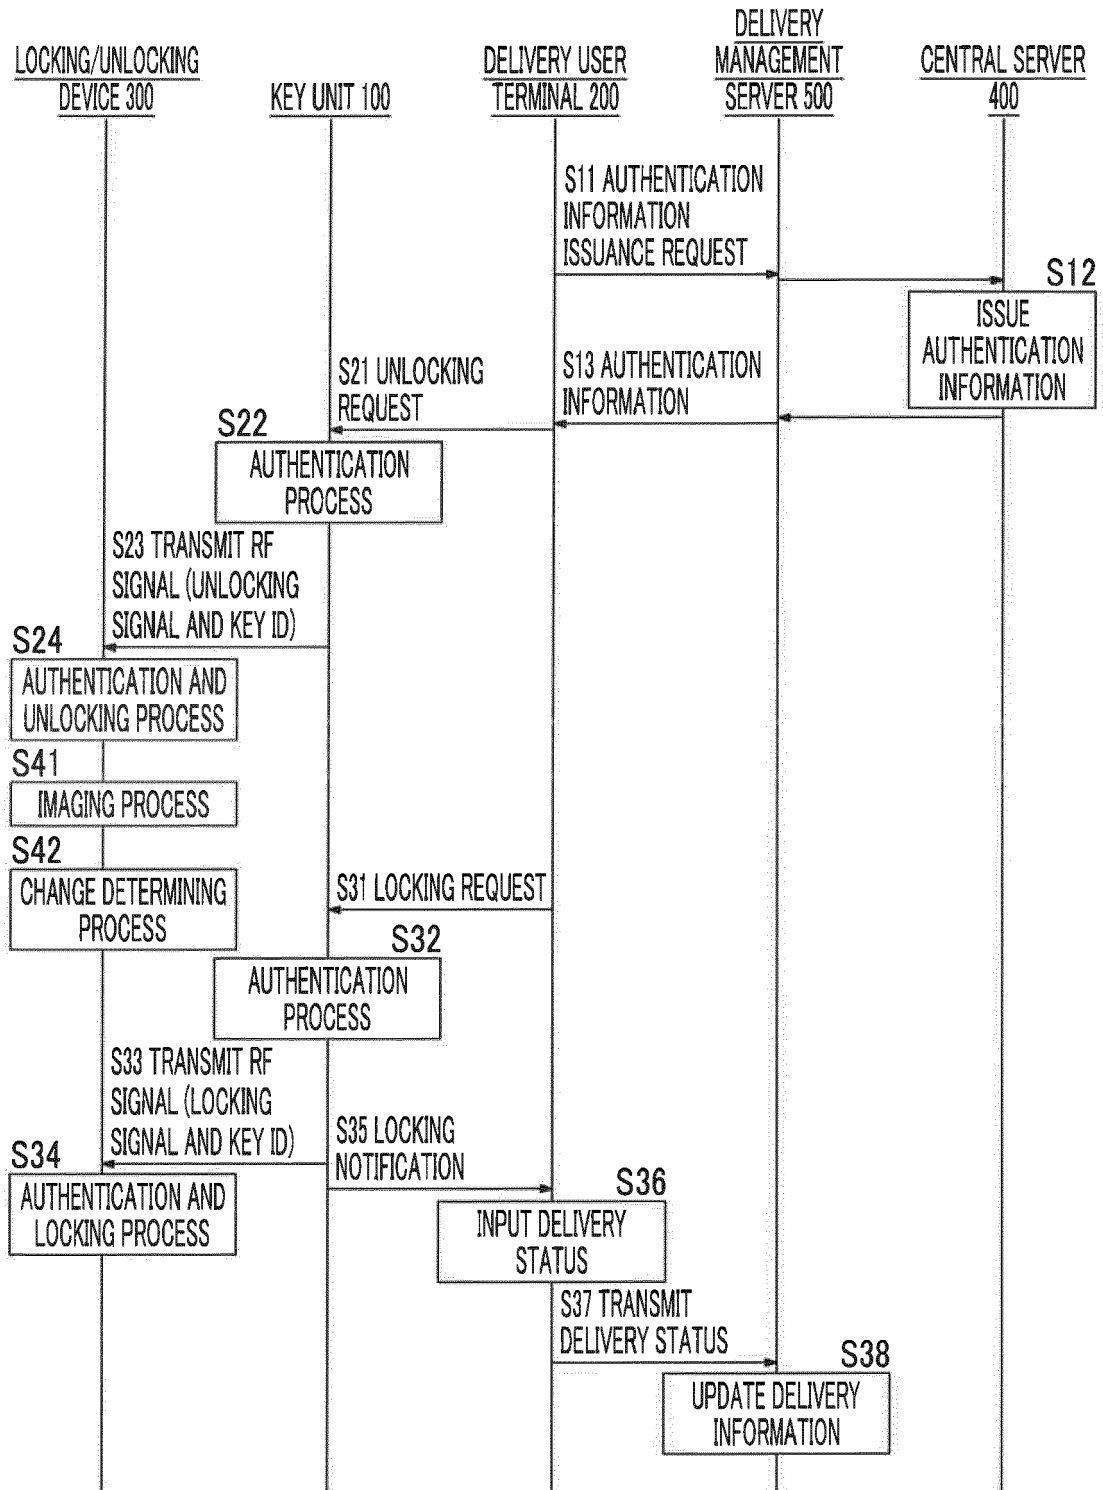 LOCKING/UNLOCKING
DEVICE 300
KEY UNIT 100
DELIVERY USER
TERMINAL 200
DELIVERY
MANAGEMENT
SERVER 500
CENTRAL SERVER
400
S11 AUTHENTICATION
INFORMATION
ISSUANCE REQUEST
S12
ISSUE
AUTHENTICATION
INFORMATION
S13 AUTHENTICATION
INFORMATION
S21 UNLOCKING
REQUEST
S22
AUTHENTICATION
PROCESS
S23 TRANSMIT RF
SIGNAL (UNLOCKING
SIGNAL AND KEY ID)
S24
AUTHENTICATION AND
UNLOCKING PROCESS
S41
IMAGING PROCESS
S42
CHANGE DETERMINING
PROCESS
S31 LOCKING REQUEST
S32
AUTHENTICATION
PROCESS
S33 TRANSMIT RF
SIGNAL (LOCKING
SIGNAL AND KEY ID)
S34
AUTHENTICATION AND
LOCKING PROCESS
S35 LOCKING
NOTIFICATION
S36
INPUT DELIVERY
STATUS
S37 TRANSMIT
DELIVERY STATUS
S38
UPDATE DELIVERY
INFORMATION